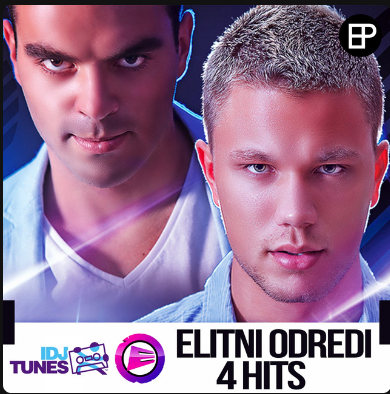 EP
IDJ
TUNES
ELITNI ODREDI
4 HITS